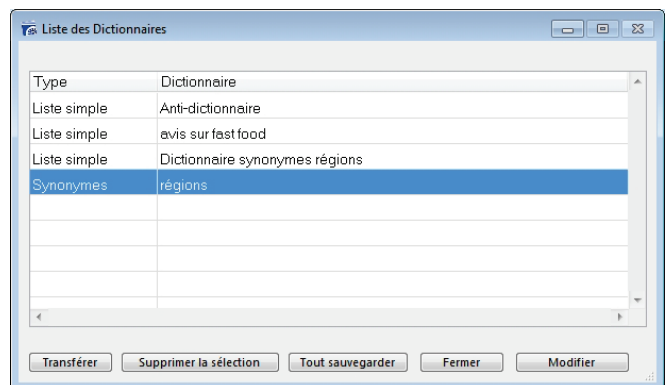 Liste des Dictionnaires
Type Dictionnaire
Liste simple Anti-dictionnaire
Liste simple avis sur fast food
Liste simple Dictionnaire synonymes régions
Synonymes régions
Transférer Supprimer la sélection Tout sauvegarder Fermer Modifier